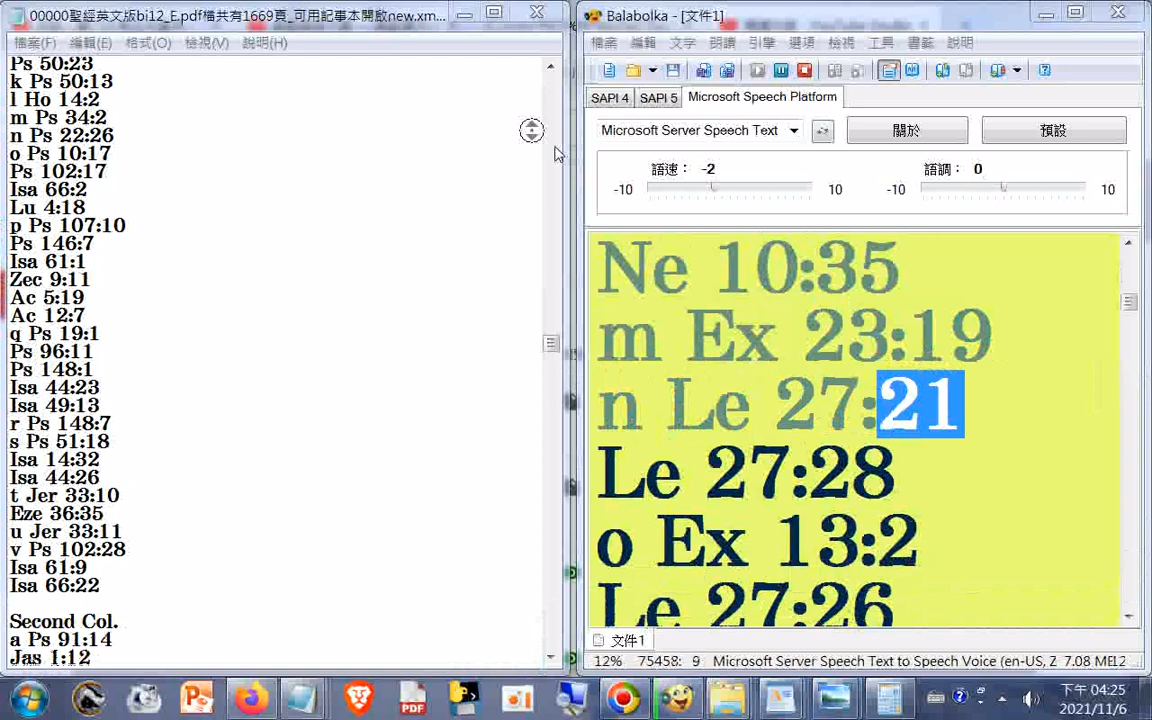 00000聖經英文版bi12_E.pdf檔共有1669頁_可用記事本開啟new.xm...
檔案(F) 編輯(E) 格式(O) 檢視(V) 說明(H)
Ps 50:23
k Ps 50:13
l Ho 14:2
m Ps 34:2
n Ps 22:26
o Ps 10:17
Ps 102:17
Isa 66:2
Lu 4:18
p Ps 107:10
Ps 146:7
Isa 61:1
Zec 9:11
Ac 5:19
Ac 12:7
q Ps 19:1
Ps 96:11
Ps 148:1
Isa 44:23
Isa 49:13
r Ps 148:7
s Ps 51:18
Isa 14:32
Isa 44:26
t Jer 33:10
Eze 36:35
u Jer 33:11
v Ps 102:28
Isa 61:9
Isa 66:22
Second Col.
a Ps 91:14
Jas 1:12
Balabolka - [文件1]
檔案 編輯 文字 朗讀 引擎 選項 檢視 工具 書籤 說明
SAPI 4 SAPI 5 Microsoft Speech Platform
Microsoft Server Speech Text 關於 預設
語速： -2 語調： 0
-10 10 -10 10
Ne 10:35
m Ex 23:19
n Le 27:21
Le 27:28
o Ex 13:2
Le 27:26
文件1
12% 75458: 9 Microsoft Server Speech Text to Speech Voice (en-US, Z 7.08 ME12
PDF
下午 04:25
2021/11/6